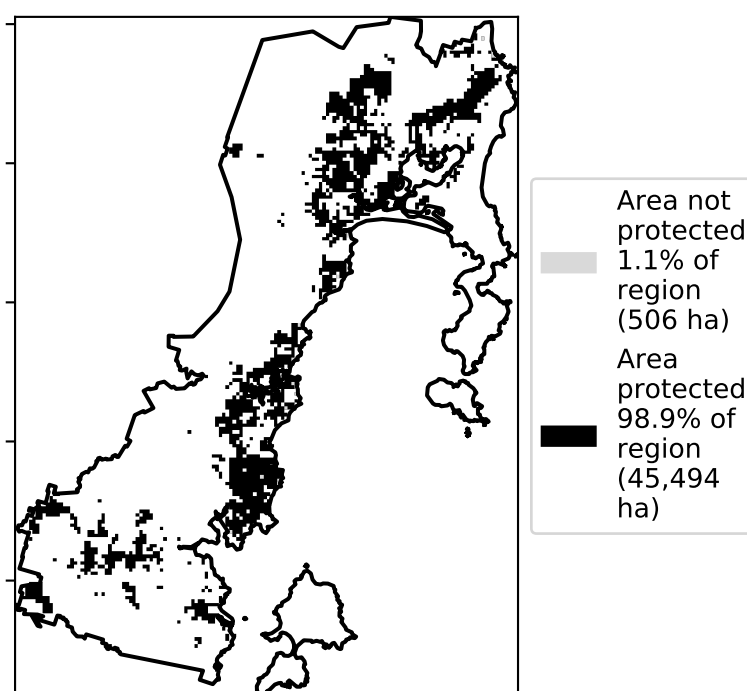 Area not
protected
1.1% of
region
(506 ha)
Area
protected
98.9% of
region
(45,494
ha)